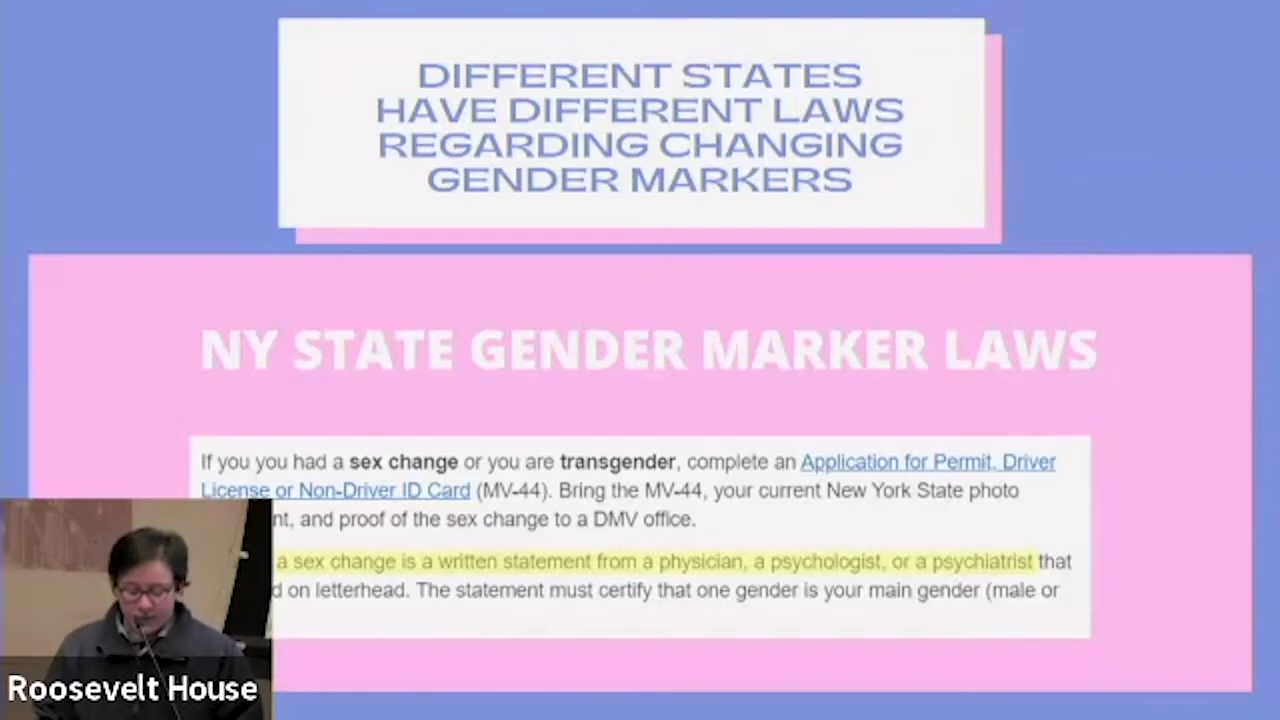 DIFFERENT STATES
HAVE DIFFERENT LAWS
REGARDING CHANGING
GENDER MARKERS
NY STATE GENDER MARKER LAWS
If you you had a sex change or you are transgender, complete an Application for Permit, Driver
License or Non-Driver ID Card (MV-44). Bring the MV-44, your current New York State photo
and proof of the sex change to a DMV office.
a sex change is a written statement from a physician, a psychologist, or a psychiatrist that
on letterhead. The statement must certify that one gender is your main gender (male or
Roosevelt House